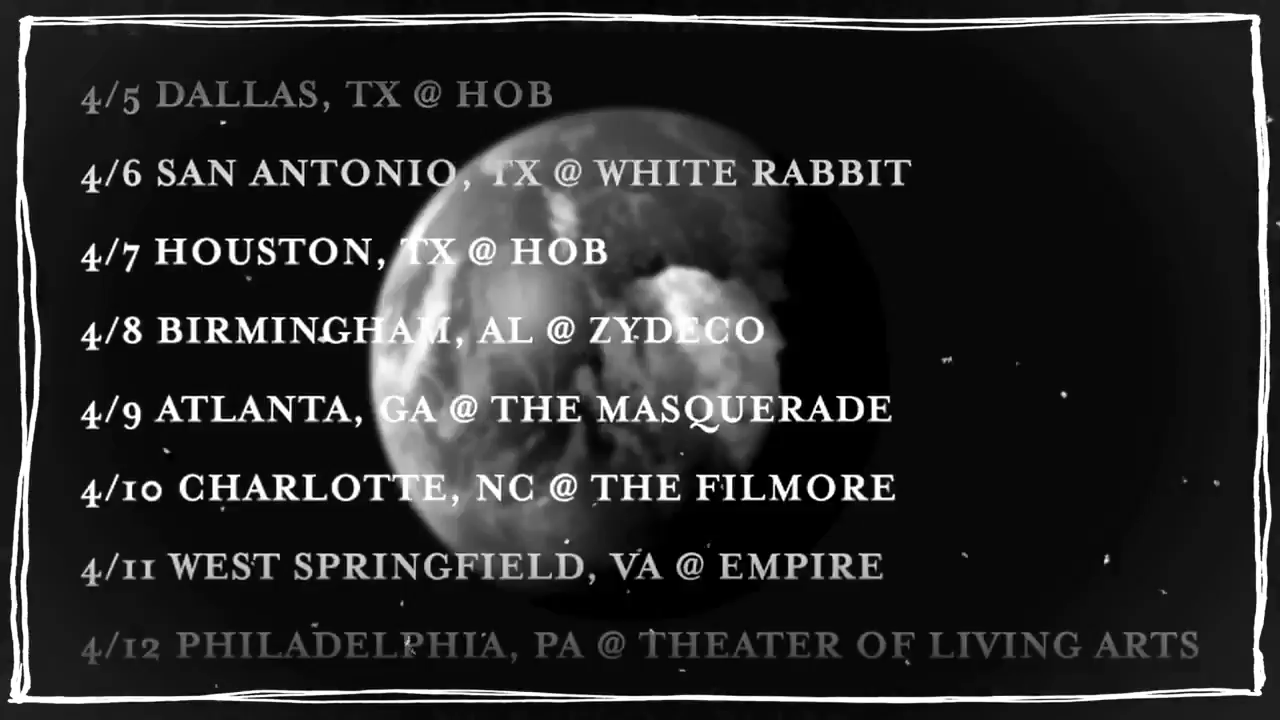 4/5 DALLAS, TX @ HOB
4/6 SAN ANTONIO, TX @ WHITE RABBIT
4/7 HOUSTON, TX @ HOB
4/8 BIRMINGHAM, AL @ ZYDECO
4/9 ATLANTA, GA @ THE MASQUERADE
4/10 CHARLOTTE, NC @ THE FILMORE
4/11 WEST SPRINGFIELD, VA @ EMPIRE
4/12 PHILADELPHIA, PA @ THEATER OF LIVING ARTS